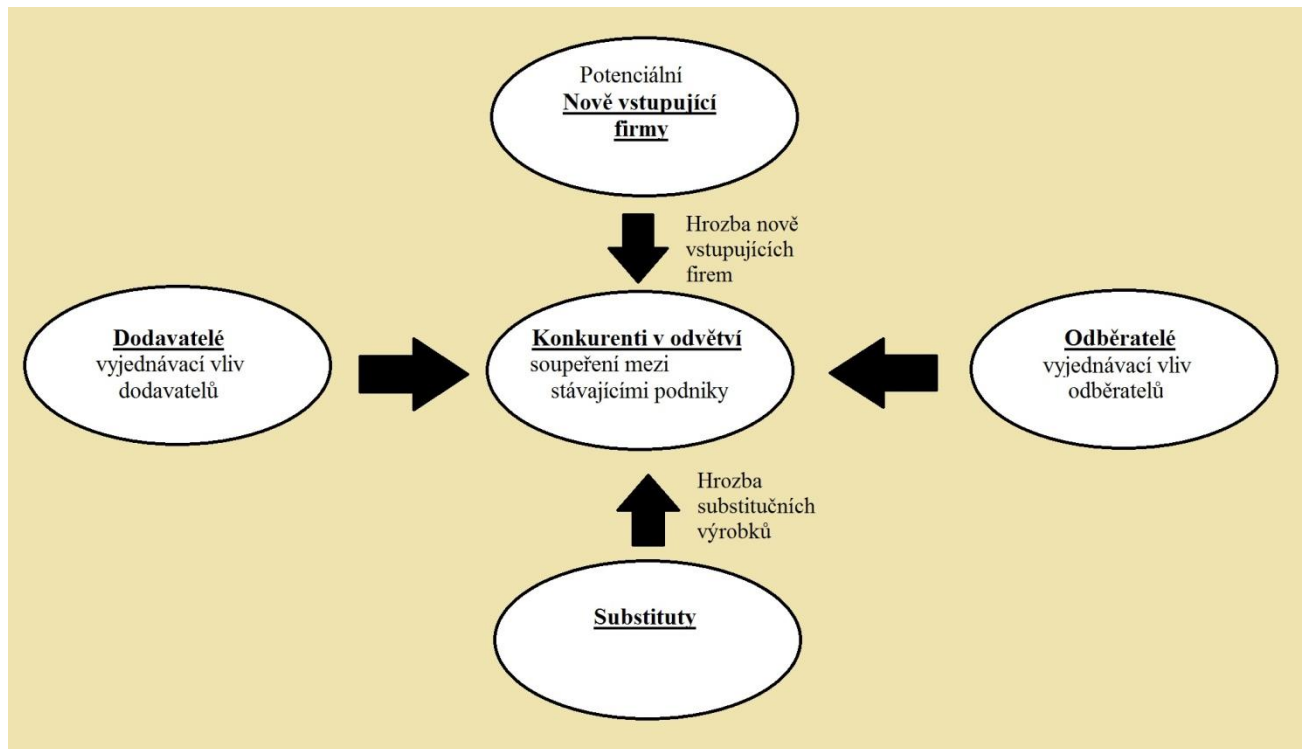 Potenciální
Nově vstupující
firmy
Hrozba nově
vstupujících
firem
Dodavatelé
vyjednávací vliv
dodavatelů
Konkurenti v odvětví
soupeření mezi
stávajícími podniky
Odběratelé
vyjednávací vliv
odběratelů
Hrozba
substitučních
výrobků
Substituty